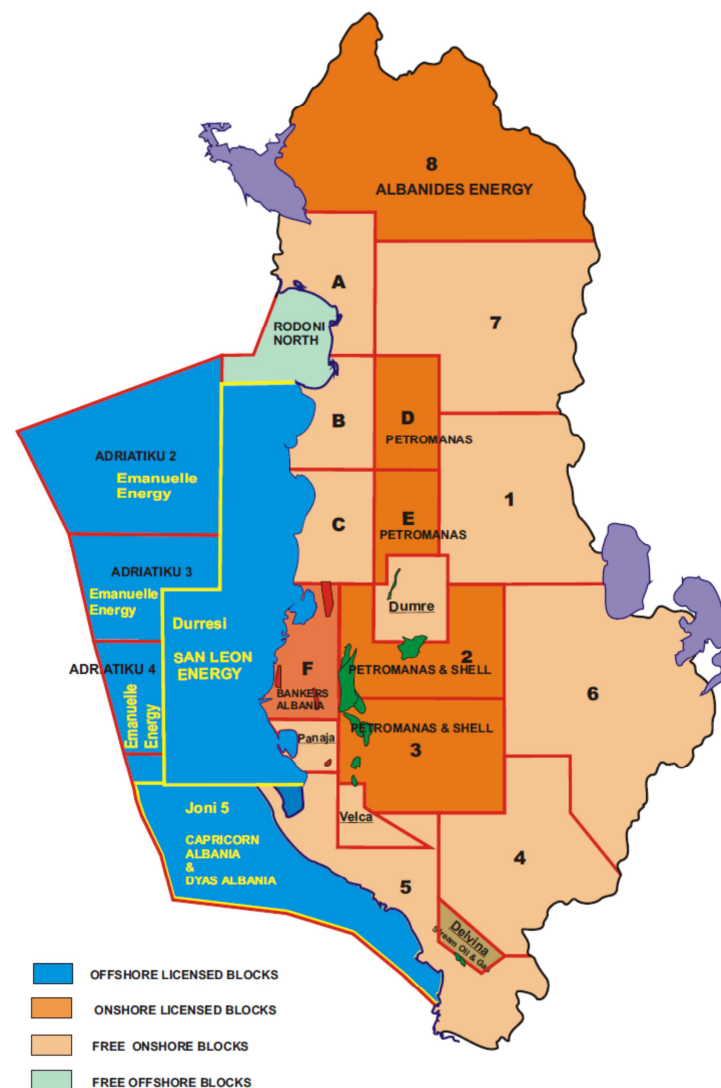 8
ALBANIDES ENERGY
A
7
RODONI
NORTH
B
D
PETROMANAS
ADRIATIKU 2
Emanuelle
Energy
C
E
PETROMANAS
1
ADRIATIKU 3
Emanuelle
Energy
Dumre
Durresi
SAN LEON
ENERGY
ADRIATIKU 4
Emanuelle
Energy
F
BANKERS
ALBANIA
2
PETROMANAS & SHELL
6
Panaja
PETROMANAS & SHELL
3
Joni 5
CAPRICORN
ALBANIA
&
DYAS ALBANIA
Velca
4
5
Delvina
Stream Oil & Gas
OFFSHORE LICENSED BLOCKS
ONSHORE LICENSED BLOCKS
FREE ONSHORE BLOCKS
FREE OFFSHORE BLOCKS